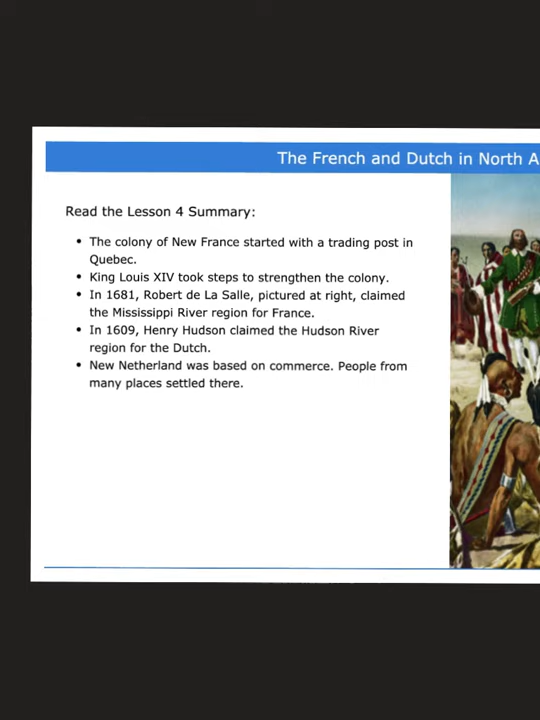 The French and Dutch in North A
Read the Lesson 4 Summary:
• The colony of New France started with a trading post in
Quebec.
• King Louis XIV took steps to strengthen the colony.
• In 1681, Robert de La Salle, pictured at right, claimed
the Mississippi River region for France.
• In 1609, Henry Hudson claimed the Hudson River
region for the Dutch.
• New Netherland was based on commerce. People from
many places settled there.